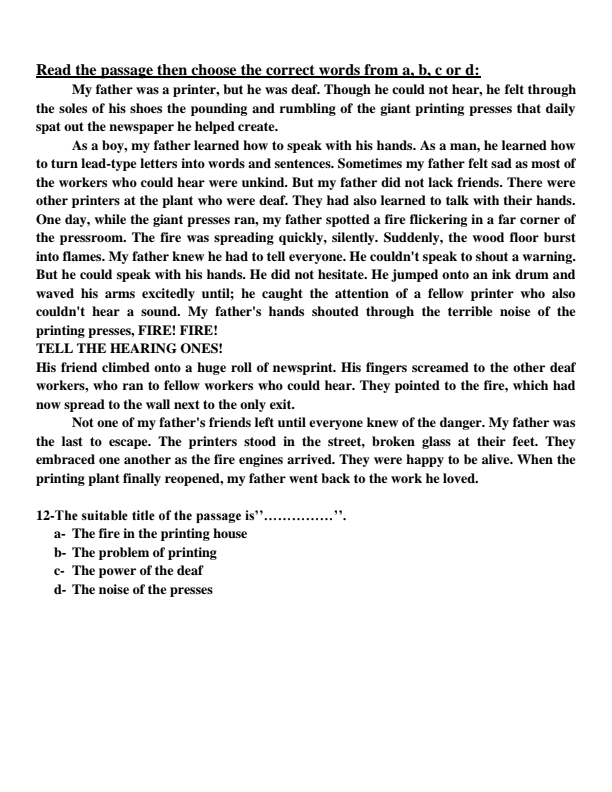 Read the passage then choose the correct words from a, b, c or d:
My father was a printer, but he was deaf. Though he could not hear, he felt through
the soles of his shoes the pounding and rumbling of the giant printing presses that daily
spat out the newspaper he helped create.
As a boy, my father learned how to speak with his hands. As a man, he learned how
to turn lead-type letters into words and sentences. Sometimes my father felt sad as most of
the workers who could hear were unkind. But my father did not lack friends. There were
other printers at the plant who were deaf. They had also learned to talk with their hands.
One day, while the giant presses ran, my father spotted a fire flickering in a far corner of
the pressroom. The fire was spreading quickly, silently. Suddenly, the wood floor burst
into flames. My father knew he had to tell everyone. He couldn't speak to shout a warning.
But he could speak with his hands. He did not hesitate. He jumped onto an ink drum and
waved his arms excitedly until; he caught the attention of a fellow printer who also
couldn't hear a sound. My father's hands shouted through the terrible noise of the
printing presses, FIRE! FIRE!
TELL THE HEARING ONES!
His friend climbed onto a huge roll of newsprint. His fingers screamed to the other deaf
workers, who ran to fellow workers who could hear. They pointed to the fire, which had
now spread to the wall next to the only exit.
Not one of my father's friends left until everyone knew of the danger. My father was
the last to escape. The printers stood in the street, broken glass at their feet. They
embraced one another as the fire engines arrived. They were happy to be alive. When the
printing plant finally reopened, my father went back to the work he loved.
12-The suitable title of the passage is’’……………’’.
a- The fire in the printing house
b- The problem of printing
c- The power of the deaf
d- The noise of the presses